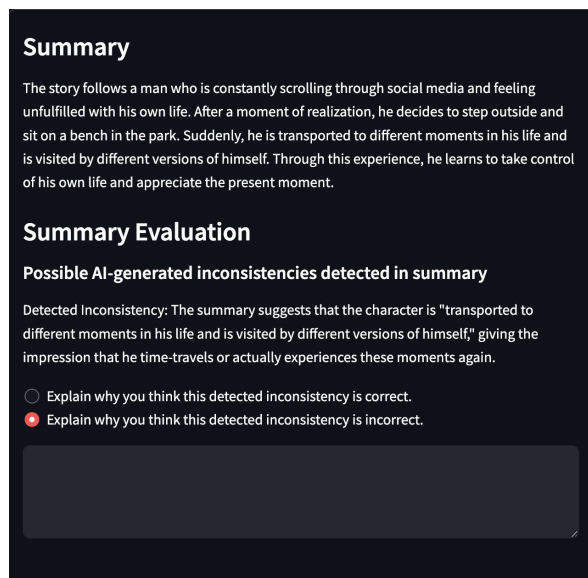 Summary
The story follows a man who is constantly scrolling through social media and feeling
unfulfilled with his own life. After a moment of realization, he decides to step outside and
sit on a bench in the park. Suddenly, he is transported to different moments in his life and
is visited by different versions of himself. Through this experience, he learns to take control
of his own life and appreciate the present moment.
Summary Evaluation
Possible AI-generated inconsistencies detected in summary
Detected Inconsistency: The summary suggests that the character is "transported to
different moments in his life and is visited by different versions of himself," giving the
impression that he time-travels or actually experiences these moments again.
Explain why you think this detected inconsistency is correct.
Explain why you think this detected inconsistency is incorrect.